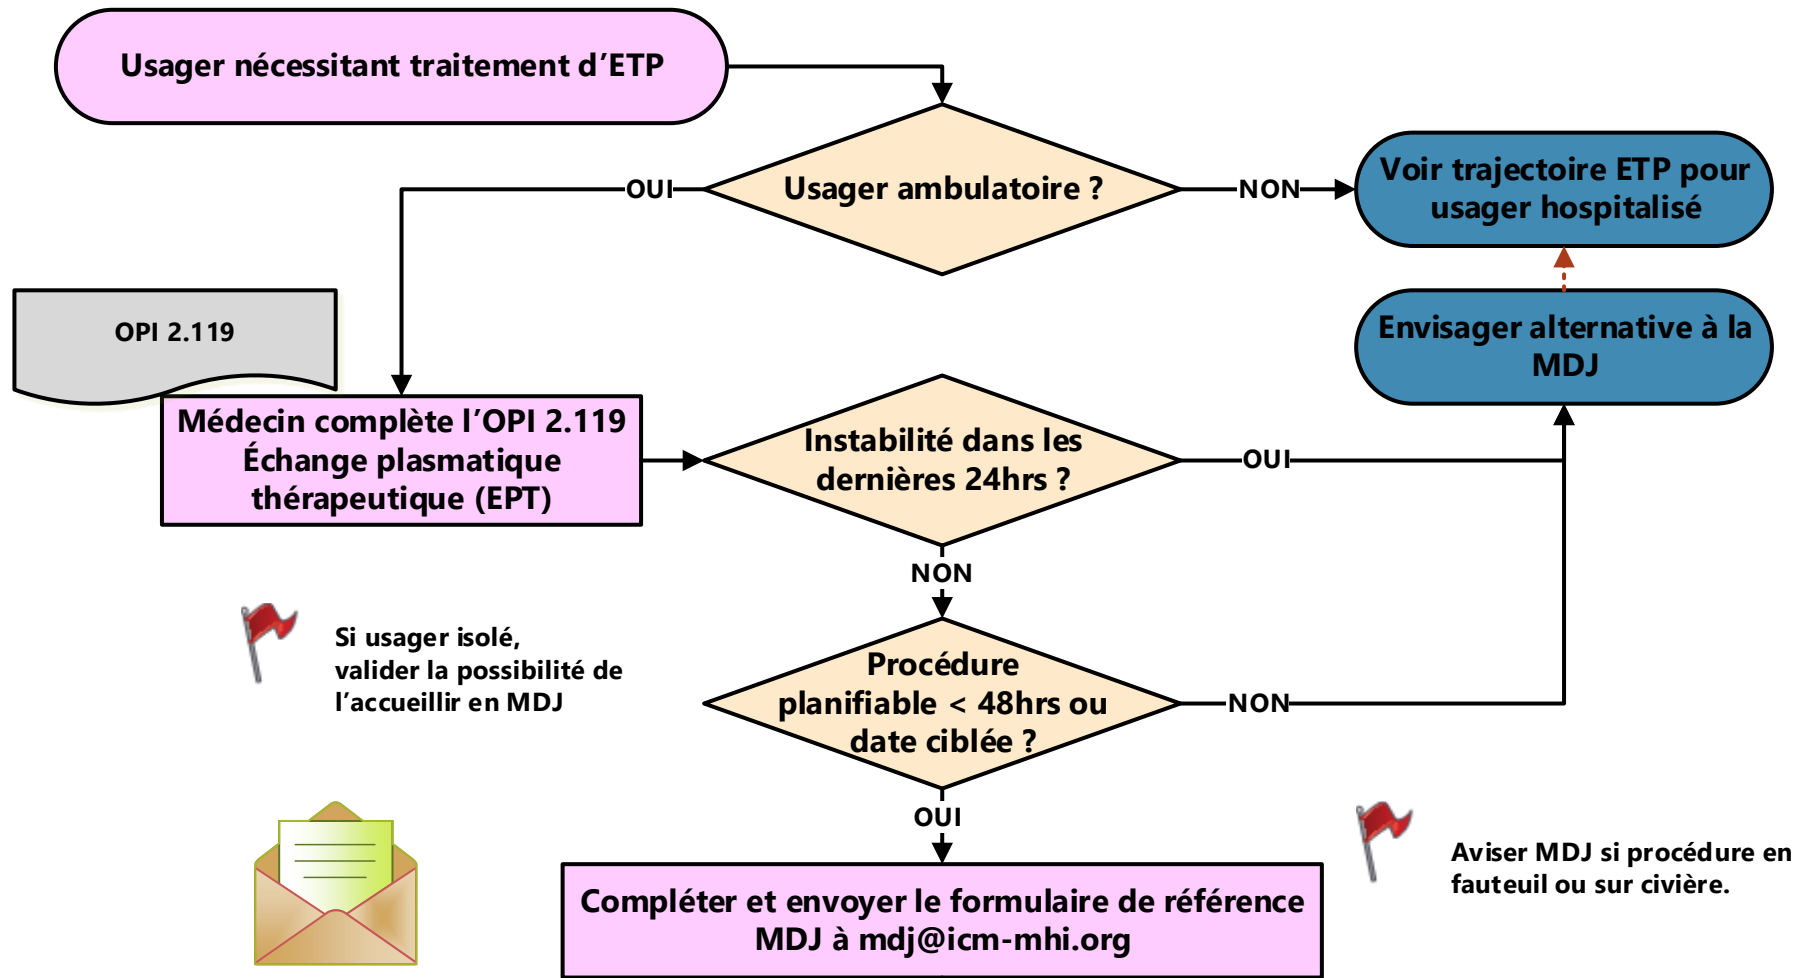 Usager nécessitant traitement d’ETP
Usager ambulatoire ?
OUI
NON
Voir trajectoire ETP pour
usager hospitalisé
OPI 2.119
Envisager alternative à la
MDJ
Médecin complète l’OPI 2.119
Échange plasmatique
thérapeutique (EPT)
Instabilité dans les
dernières 24hrs ?
OUI
NON
Si usager isolé,
valider la possibilité de
l’accueillir en MDJ
Procédure
planifiable < 48hrs ou
date ciblée ?
NON
OUI
Aviser MDJ si procédure en
fauteuil ou sur civière.
Compléter et envoyer le formulaire de référence
MDJ à mdj@icm-mhi.org